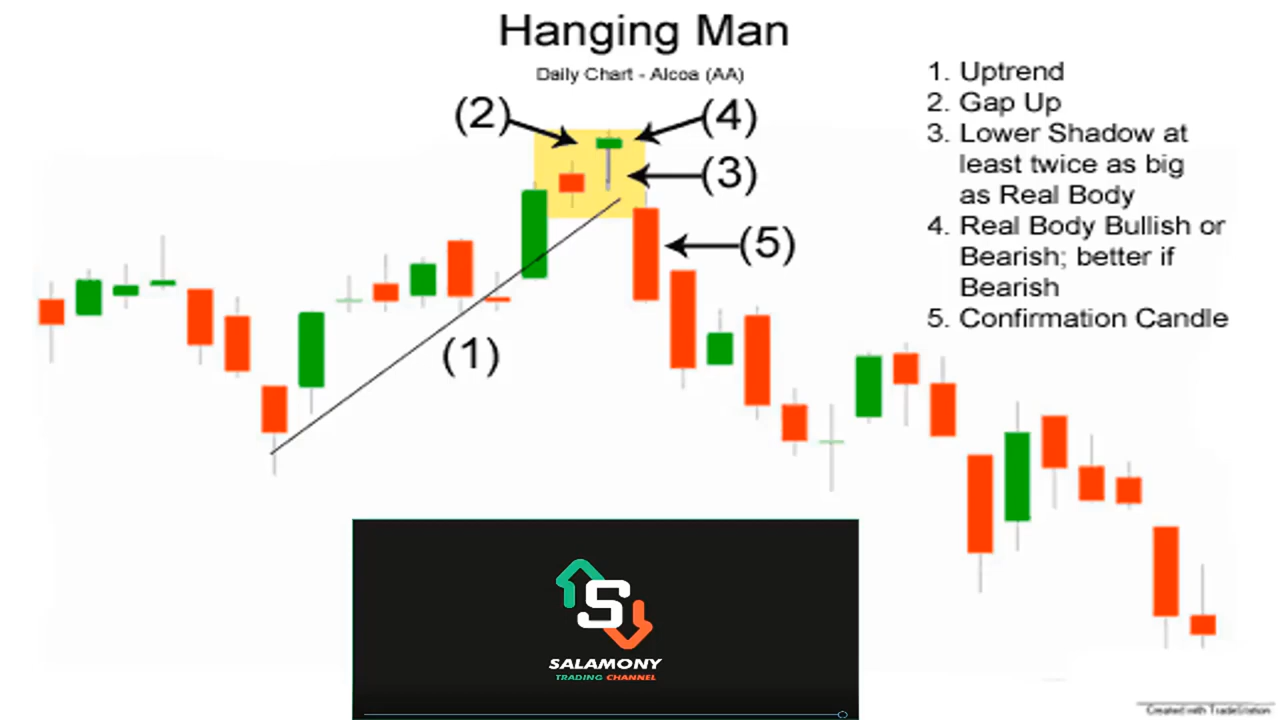 Hanging Man
Daily Chart - Alcoa (AA)
(2)
(4)
(3)
(5)
(1)
1. Uptrend
2. Gap Up
3. Lower Shadow at
least twice as big
as Real Body
4. Real Body Bullish or
Bearish; better if
Bearish
5. Confirmation Candle
S
SALAMONY
TRADING CHANNEL
Created with TradeStation